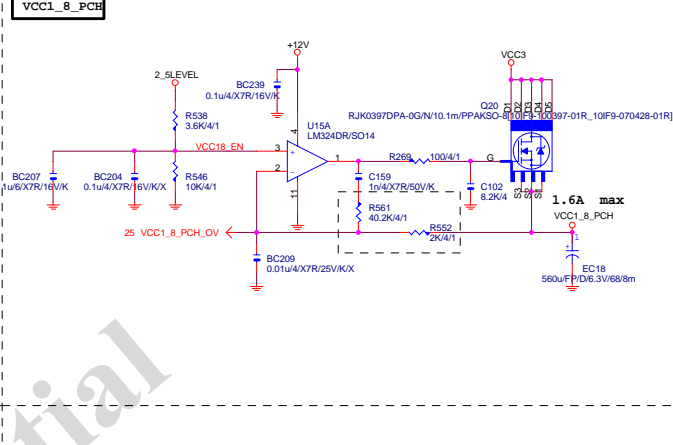 VCC1_8_PCH
+12V
VCC3
2_5LEVEL
BC239
0.1u/4/X7R/16V/K
R538
3.6K/4/1
Q20
RJK0397DPA-0G/N/10.1m/PPAKSO-8[10IF9-100397-01R_10IF9-070428-01R]
D1
D2
D3
D4
D5
U15A
LM324DR/SO14
4
VCC18_EN
3
+
1
R269
100/4/1
G
2
-
11
BC207
1u/6/X7R/16V/K
BC204
0.1u/4/X7R/16V/K/X
R546
10K/4/1
C159
1n/4/X7R/50V/K
C102
8.2K/4
S3
S2
S1
R561
40.2K/4/1
1.6A max
VCC1_8_PCH
25 VCC1_8_PCH_OV
R552
2K/4/1
1
BC209
0.01u/4/X7R/25V/K/X
EC18
560u/FP/D/6.3V/68/8m
tial